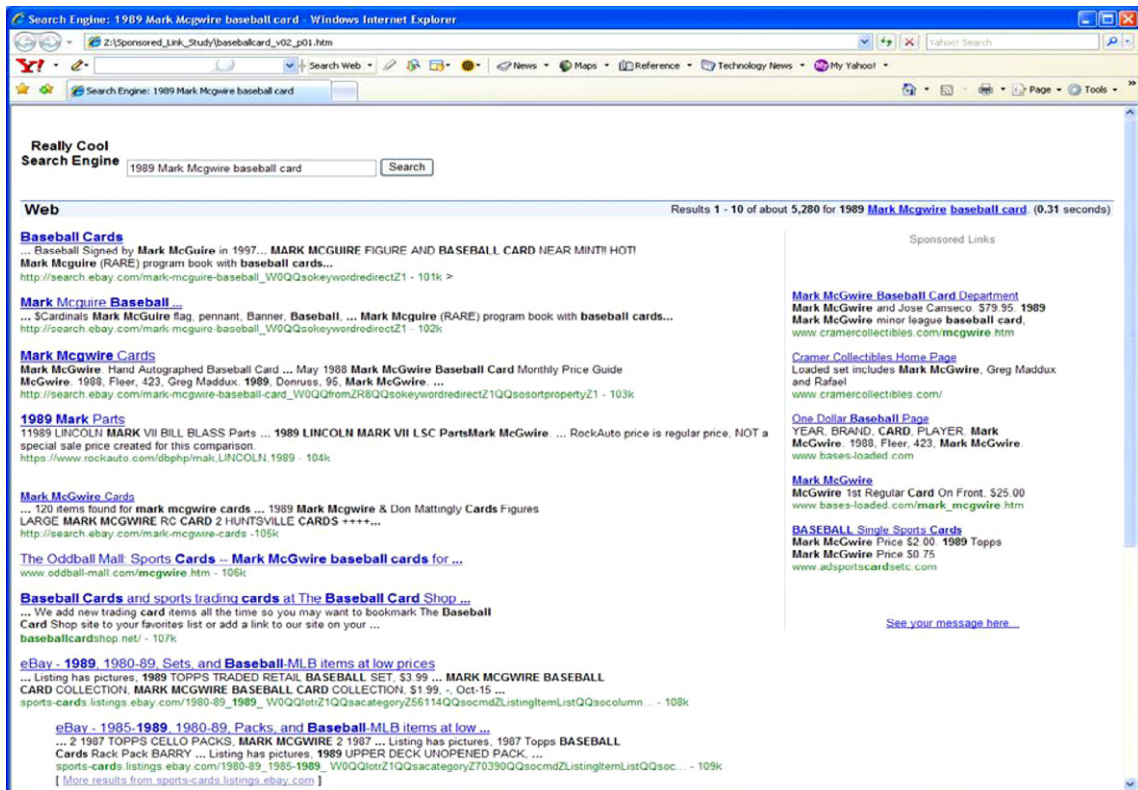 Search Engine: 1989 Mark Mcgwire baseball card - Windows Internet Explorer
Z:\Sponsored_Link_Study\baseballcard_v02_p01.htm
Yahoo! Search
Y!
Search Web
News
Maps
Reference
Technology News
My Yahoo!
Search Engine: 1989 Mark Mcgwire baseball card
Page
Tools
Really Cool
Search Engine
1989 Mark Mcgwire baseball card
Search
Web
Results 1 - 10 of about 5,280 for 1989 Mark Mcgwire baseball card. (0.31 seconds)
Baseball Cards
... Baseball Signed by Mark McGuire in 1997... MARK MCGUIRE FIGURE AND BASEBALL CARD NEAR MINT!! HOT!
Mark Mcguire (RARE) program book with baseball cards...
http://search.ebay.com/mark-mcguire-baseball_W0QQsokeywordredirectZ1 - 101k >
Mark Mcguire Baseball ...
... $Cardinals Mark McGuire flag, pennant, Banner, Baseball, ... Mark Mcguire (RARE) program book with baseball cards...
http://search.ebay.com/mark-mcguire-baseball_W0QQsokeywordredirectZ1 - 102k
Mark Mcgwire Cards
Mark McGwire. Hand Autographed Baseball Card ... May 1988 Mark McGwire Baseball Card Monthly Price Guide
McGwire. 1988, Fleer, 423, Greg Maddux. 1989, Donruss, 95, Mark McGwire. ...
http://search.ebay.com/mark-mcgwire-baseball-card_W0QQfromZR8QQsokeywordredirectZ1QQsosortpropertyZ1 - 103k
1989 Mark Parts
11989 LINCOLN MARK VII BILL BLASS Parts ... 1989 LINCOLN MARK VII LSC PartsMark McGwire. ... RockAuto price is regular price, NOT a
special sale price created for this comparison.
https://www.rockauto.com/dbphp/mak,LINCOLN,1989 - 104k
Mark McGwire Cards
... 120 items found for mark mcgwire cards ... 1989 Mark Mcgwire & Don Mattingly Cards Figures
LARGE MARK MCGWIRE RC CARD 2 HUNTSVILLE CARDS ++++...
http://search.ebay.com/mark-mcgwire-cards -105k
The Oddball Mall: Sports Cards -- Mark McGwire baseball cards for ...
www.oddball-mall.com/mcgwire.htm - 106k
Baseball Cards and sports trading cards at The Baseball Card Shop ...
... We add new trading card items all the time so you may want to bookmark The Baseball
Card Shop site to your favorites list or add a link to our site on your ...
baseballcardshop.net/ - 107k
eBay - 1989, 1980-89, Sets, and Baseball-MLB items at low prices
... Listing has pictures, 1989 TOPPS TRADED RETAIL BASEBALL SET, $3.99 ... MARK MCGWIRE BASEBALL
CARD COLLECTION, MARK MCGWIRE BASEBALL CARD COLLECTION, $1.99, -, Oct-15 ...
sports-cards.listings.ebay.com/1980-89_1989_ W0QQlotrZ1QQsacategoryZ56114QQsocmdZListingItemListQQsocolumn... - 108k
eBay - 1985-1989, 1980-89, Packs, and Baseball-MLB items at low ...
... 2 1987 TOPPS CELLO PACKS, MARK MCGWIRE 2 1987 ... Listing has pictures, 1987 Topps BASEBALL
Cards Rack Pack BARRY ... Listing has pictures, 1989 UPPER DECK UNOPENED PACK, ...
sports-cards.listings.ebay.com/1980-89_1985-1989_ W0QQlotrZ1QQsacategoryZ70390QQsocmdZListingItemListQQsoc... - 109k
[ More results from sports-cards.listings.ebay.com ]
Sponsored Links
Mark McGwire Baseball Card Department
Mark McGwire and Jose Canseco. $79.95. 1989
Mark McGwire minor league baseball card,
www.cramercollectibles.com/mcgwire.htm
Cramer Collectibles Home Page
Loaded set includes Mark McGwire, Greg Maddux
and Rafael
www.cramercollectibles.com/
One Dollar Baseball Page
YEAR, BRAND, CARD, PLAYER. Mark
McGwire. 1988, Fleer, 423, Mark McGwire.
www.bases-loaded.com
Mark McGwire
McGwire 1st Regular Card On Front, $25.00
www.bases-loaded.com/mark_mcgwire.htm
BASEBALL Single Sports Cards
Mark McGwire Price $2.00. 1989 Topps
Mark McGwire Price $0.75
www.adsportscardsetc.com
See your message here...